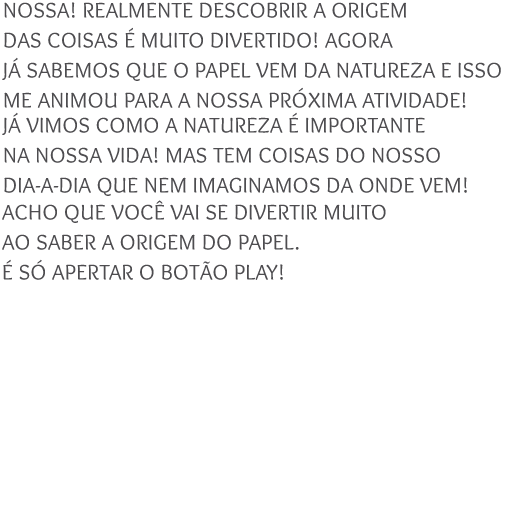 NOSSA! REALMENTE DESCOBRIR A ORIGEM
DAS COISAS É MUITO DIVERTIDO! AGORA
JÁ SABEMOS QUE O PAPEL VEM DA NATUREZA E ISSO
ME ANIMOU PARA A NOSSA PRÓXIMA ATIVIDADE!
JÁ VIMOS COMO A NATUREZA É IMPORTANTE
NA NOSSA VIDA! MAS TEM COISAS DO NOSSO
DIA-A-DIA QUE NEM IMAGINAMOS DA ONDE VEM!
ACHO QUE VOCÊ VAI SE DIVERTIR MUITO
AO SABER A ORIGEM DO PAPEL.
É SÓ APERTAR O BOTÃO PLAY!